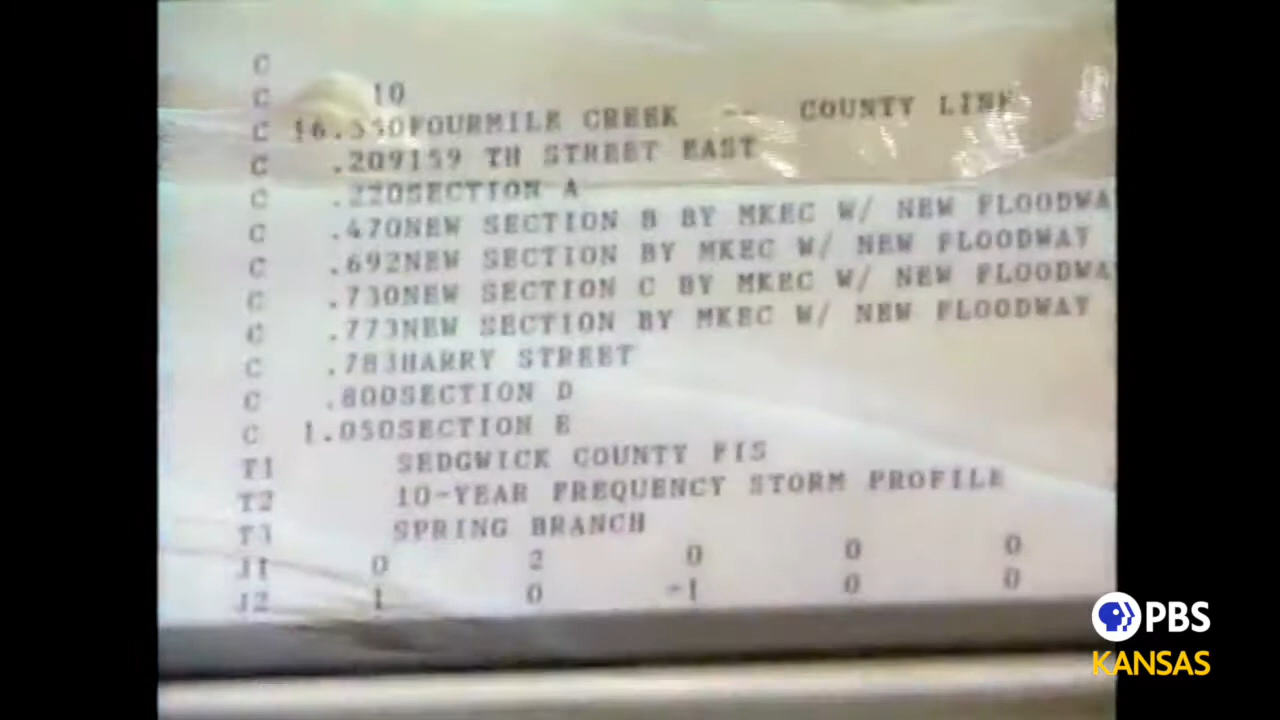 C
C 10
C 16.550FOURMILE CREEK -- COUNTY LINE
C .209159 TH STREET EAST
C .220SECTION A
C .470NEW SECTION B BY MKEC W/ NEW FLOODWA
C .692NEW SECTION BY MKEC W/ NEW FLOODWAY
C .730NEW SECTION C BY MKEC W/ NEW FLOODWA
C .773NEW SECTION BY MKEC W/ NEW FLOODWAY
C .783HARRY STREET
C .800SECTION D
C 1.050SECTION E
T1 SEDGWICK COUNTY FIS
T2 10-YEAR FREQUENCY STORM PROFILE
T3 SPRING BRANCH
J1 0 2 0 0 0
J2 1 0 -1 0 0
PBS
KANSAS